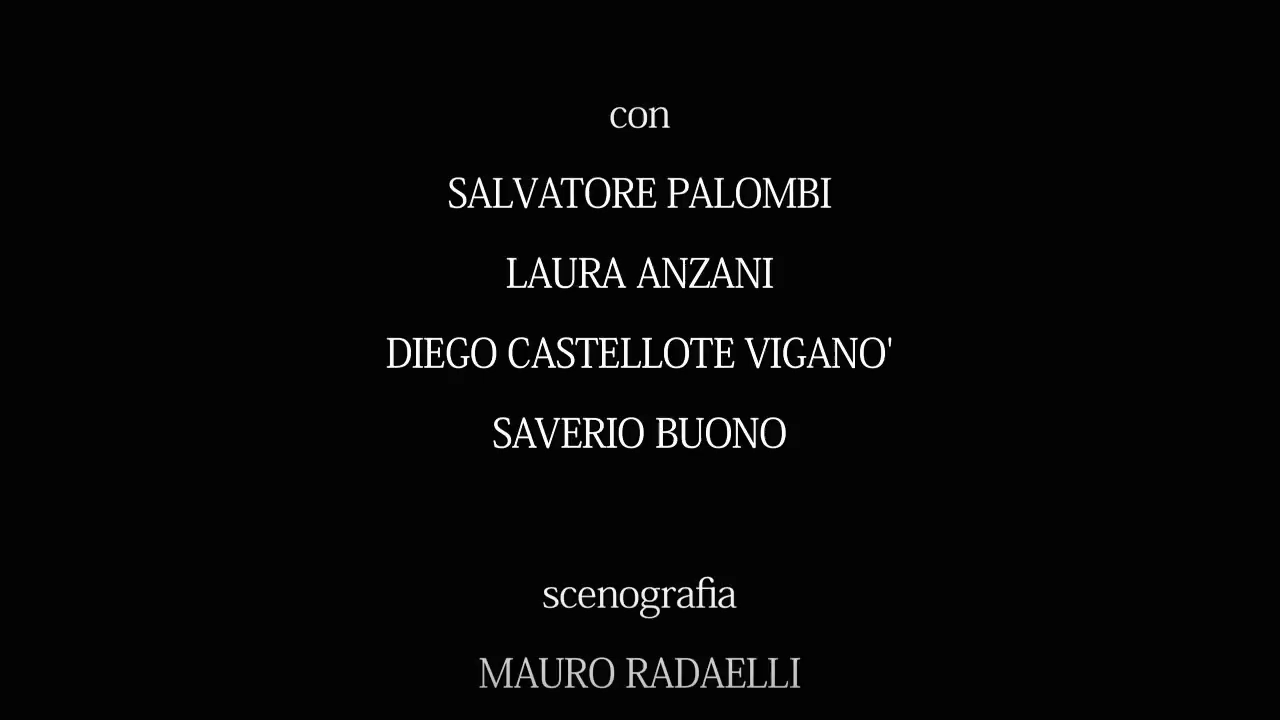 con
SALVATORE PALOMBI
LAURA ANZANI
DIEGO CASTELLOTE VIGANO'
SAVERIO BUONO
scenografia
MAURO RADAELLI